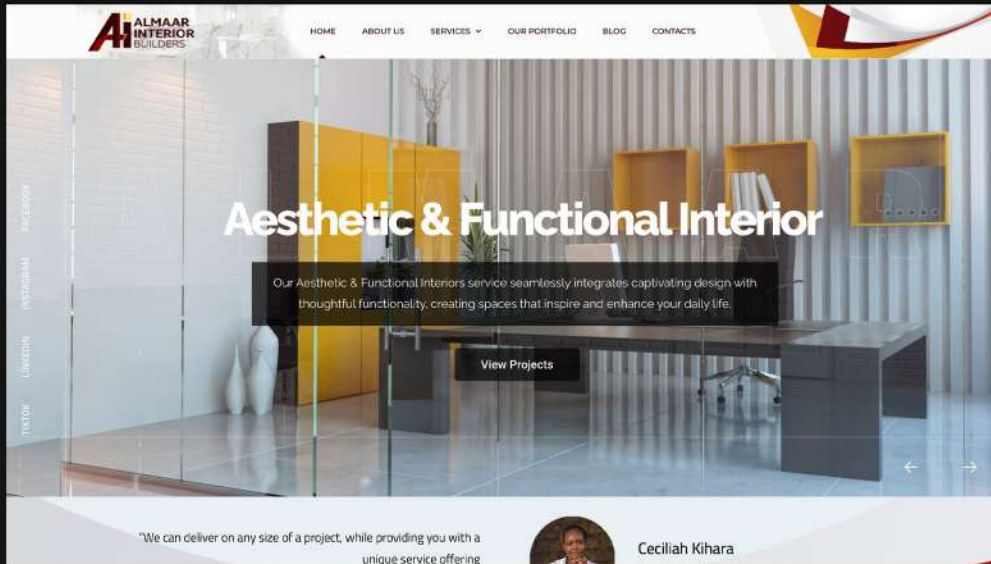 ALMAAR
INTERIOR
BUILDERS
HOME
ABOUT US
SERVICES
OUR PORTFOLIO
BLOG
CONTACTS
FACEBOOK
INSTAGRAM
LINKEDIN
TIKTOK
Aesthetic & Functional Interior
Our Aesthetic & Functional Interiors service seamlessly integrates captivating design with
thoughtful functionality, creating spaces that inspire and enhance your daily life.
View Projects
"We can deliver on any size of a project, while providing you with a
unique service offering
Ceciliah Kihara